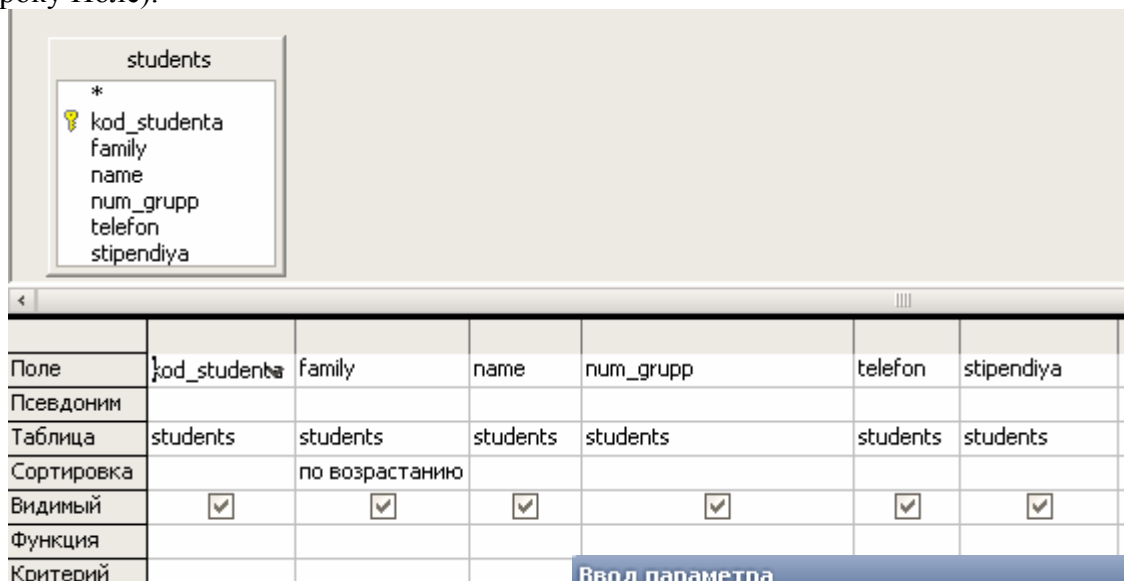 students
*
kod_studenta
family
name
num_grupp
telefon
stipendiya
Поле kod_studenta family name num_grupp telefon stipendiya
Псевдоним
Таблица students students students students students students
Сортировка по возрастанию
Видимый
Функция
Критерий Ввод параметра